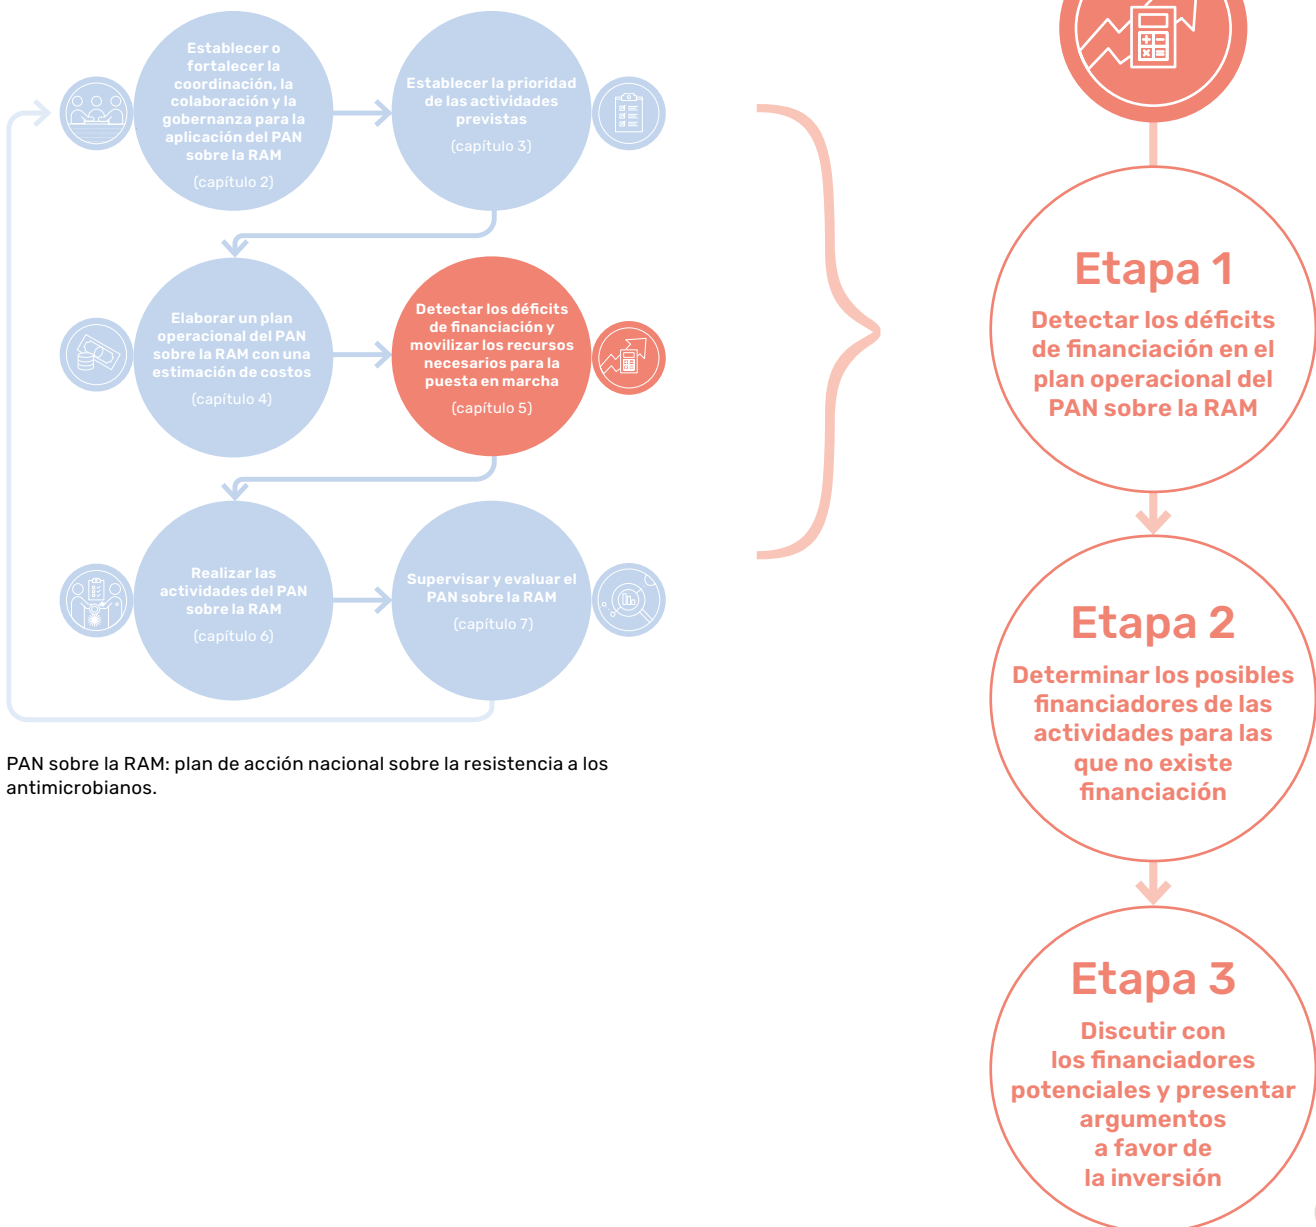 Establecer o
fortalecer la
coordinación, la
colaboración y la
gobernanza para la
aplicación del PAN
sobre la RAM
(capítulo 2)
Establecer la prioridad
de las actividades
previstas
(capítulo 3)
Elaborar un plan
operacional del PAN
sobre la RAM con una
estimación de costos
(capítulo 4)
Detectar los déficits
de financiación y
movilizar los recursos
necesarios para la
puesta en marcha
(capítulo 5)
Realizar las
actividades del PAN
sobre la RAM
(capítulo 6)
Supervisar y evaluar el
PAN sobre la RAM
(capítulo 7)
PAN sobre la RAM: plan de acción nacional sobre la resistencia a los
antimicrobianos.
Etapa 1
Detectar los déficits
de financiación en el
plan operacional del
PAN sobre la RAM
Etapa 2
Determinar los posibles
financiadores de las
actividades para las
que no existe
financiación
Etapa 3
Discutir con
los financiadores
potenciales y presentar
argumentos
a favor de
la inversión